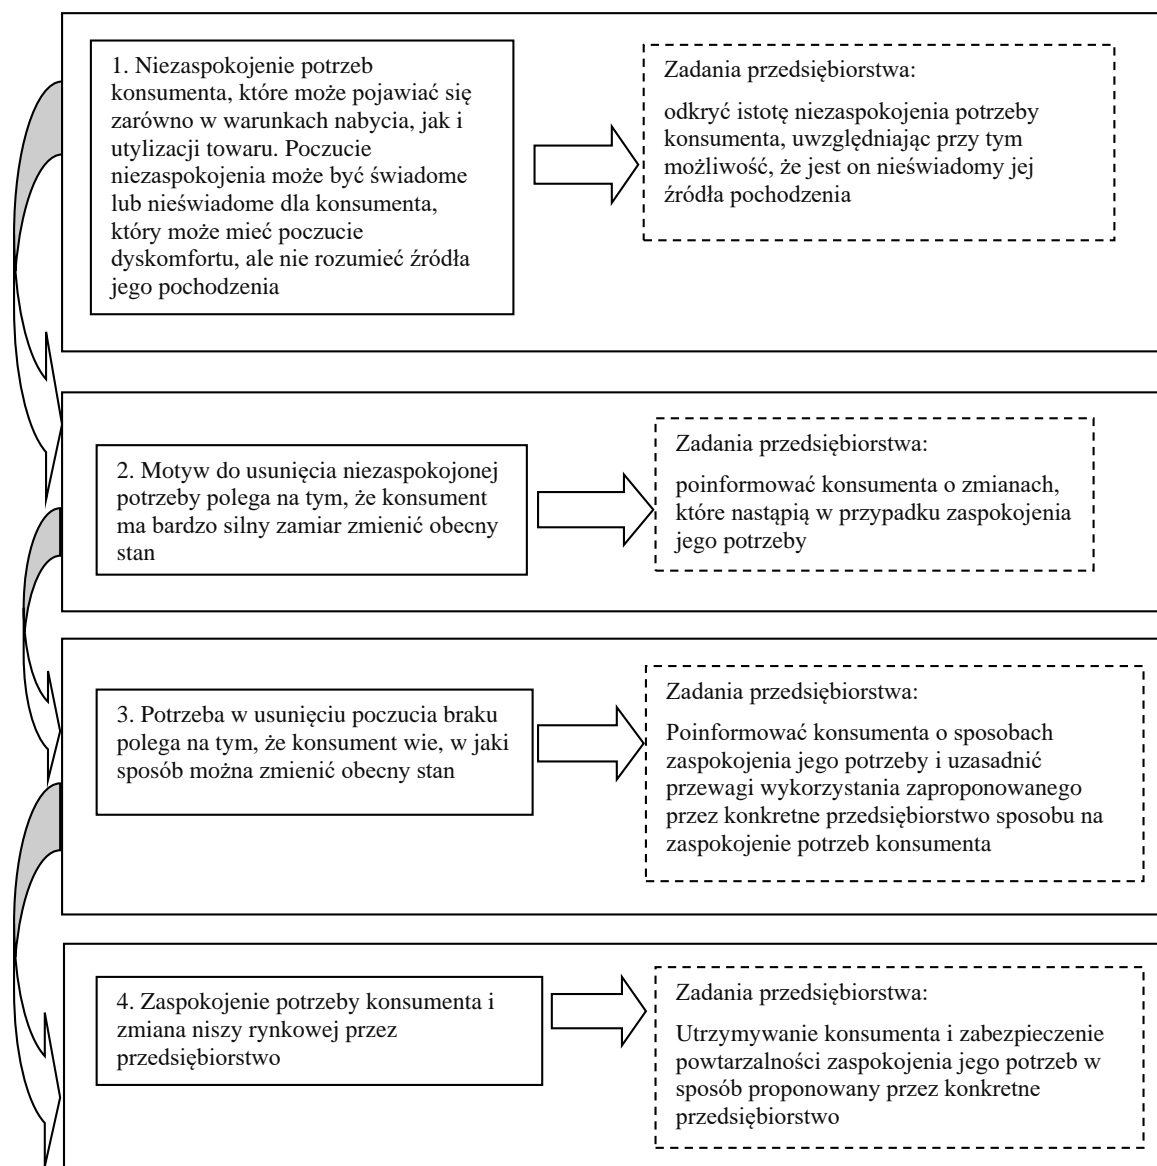 1. Niezaspokojenie potrzeb
konsumenta, które może pojawiać się
zarówno w warunkach nabycia, jak i
utylizacji towaru. Poczucie
niezaspokojenia może być świadome
lub nieświadome dla konsumenta,
który może mieć poczucie
dyskomfortu, ale nie rozumieć źródła
jego pochodzenia
Zadania przedsiębiorstwa:
odkryć istotę niezaspokojenia potrzeby
konsumenta, uwzględniając przy tym
możliwość, że jest on nieświadomy jej
źródła pochodzenia
2. Motyw do usunięcia niezaspokojonej
potrzeby polega na tym, że konsument
ma bardzo silny zamiar zmienić obecny
stan
Zadania przedsiębiorstwa:
poinformować konsumenta o zmianach,
które nastąpią w przypadku zaspokojenia
jego potrzeby
3. Potrzeba w usunięciu poczucia braku
polega na tym, że konsument wie, w jaki
sposób można zmienić obecny stan
Zadania przedsiębiorstwa:
Poinformować konsumenta o sposobach
zaspokojenia jego potrzeby i uzasadnić
przewagi wykorzystania zaproponowanego
przez konkretne przedsiębiorstwo sposobu na
zaspokojenie potrzeb konsumenta
4. Zaspokojenie potrzeby konsumenta i
zmiana niszy rynkowej przez
przedsiębiorstwo
Zadania przedsiębiorstwa:
Utrzymywanie konsumenta i zabezpieczenie
powtarzalności zaspokojenia jego potrzeb w
sposób proponowany przez konkretne
przedsiębiorstwo